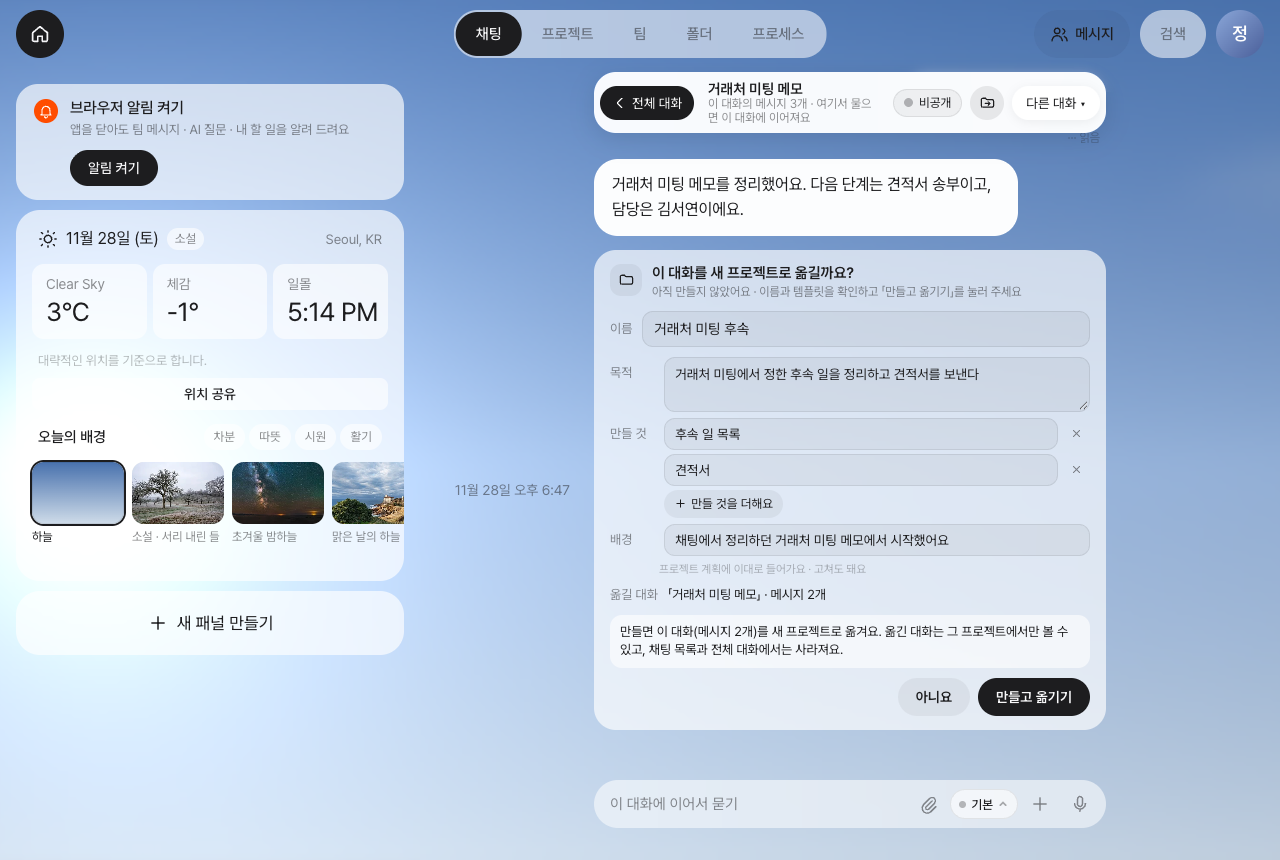 채팅
프로젝트
팀
폴더
프로세스
메시지
검색
정
브라우저 알림 켜기
앱을 닫아도 팀 메시지 · AI 질문 · 내 할 일을 알려 드려요
알림 켜기
11월 28일 (토)
소설
Seoul, KR
Clear Sky
3°C
체감
-1°
일몰
5:14 PM
대략적인 위치를 기준으로 합니다.
위치 공유
오늘의 배경
차분
따뜻
시원
활기
하늘
소설 · 서리 내린 들
초겨울 밤하늘
맑은 날의 하늘
새 패널 만들기
11월 28일 오후 6:47
전체 대화
거래처 미팅 메모
이 대화의 메시지 3개 · 여기서 물으
면 이 대화에 이어져요
비공개
다른 대화
읽음
거래처 미팅 메모를 정리했어요. 다음 단계는 견적서 송부이고,
담당은 김서연이에요.
이 대화를 새 프로젝트로 옮길까요?
아직 만들지 않았어요 · 이름과 템플릿을 확인하고 「만들고 옮기기」를 눌러 주세요
이름
거래처 미팅 후속
목적
거래처 미팅에서 정한 후속 일을 정리하고 견적서를 보낸다
만들 것
후속 일 목록
견적서
만들 것을 더해요
배경
채팅에서 정리하던 거래처 미팅 메모에서 시작했어요
프로젝트 계획에 이대로 들어가요 · 고쳐도 돼요
옮길 대화 「거래처 미팅 메모」 · 메시지 2개
만들면 이 대화(메시지 2개)를 새 프로젝트로 옮겨요. 옮긴 대화는 그 프로젝트에서만 볼 수
있고, 채팅 목록과 전체 대화에서는 사라져요.
아니요
만들고 옮기기
이 대화에 이어서 묻기
기본